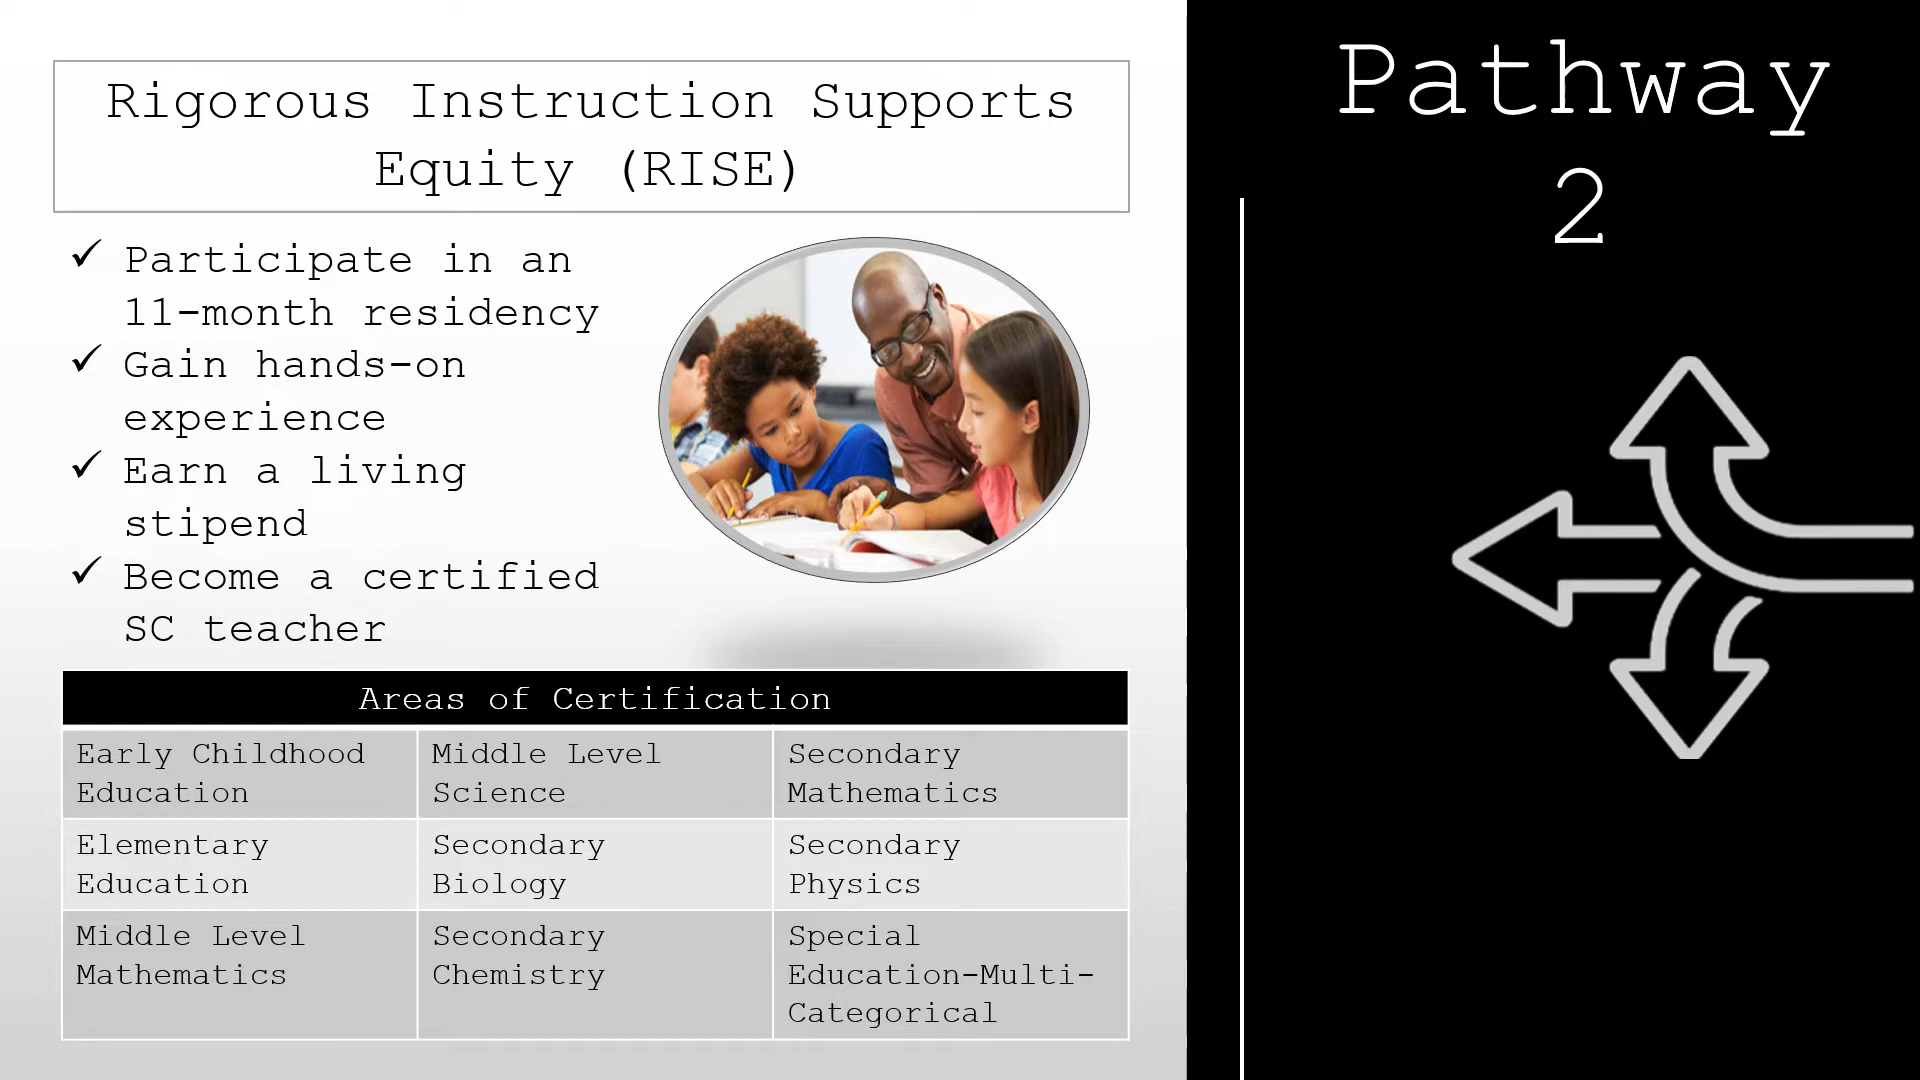 Rigorous Instruction Supports
Equity (RISE)
✓ Participate in an
11-month residency
✓ Gain hands-on
experience
✓ Earn a living
stipend
✓ Become a certified
SC teacher
Areas of Certification
Early Childhood
Education
Middle Level
Science
Secondary
Mathematics
Elementary
Education
Secondary
Biology
Secondary
Physics
Middle Level
Mathematics
Secondary
Chemistry
Special
Education-Multi-
Categorical
Pathway
2